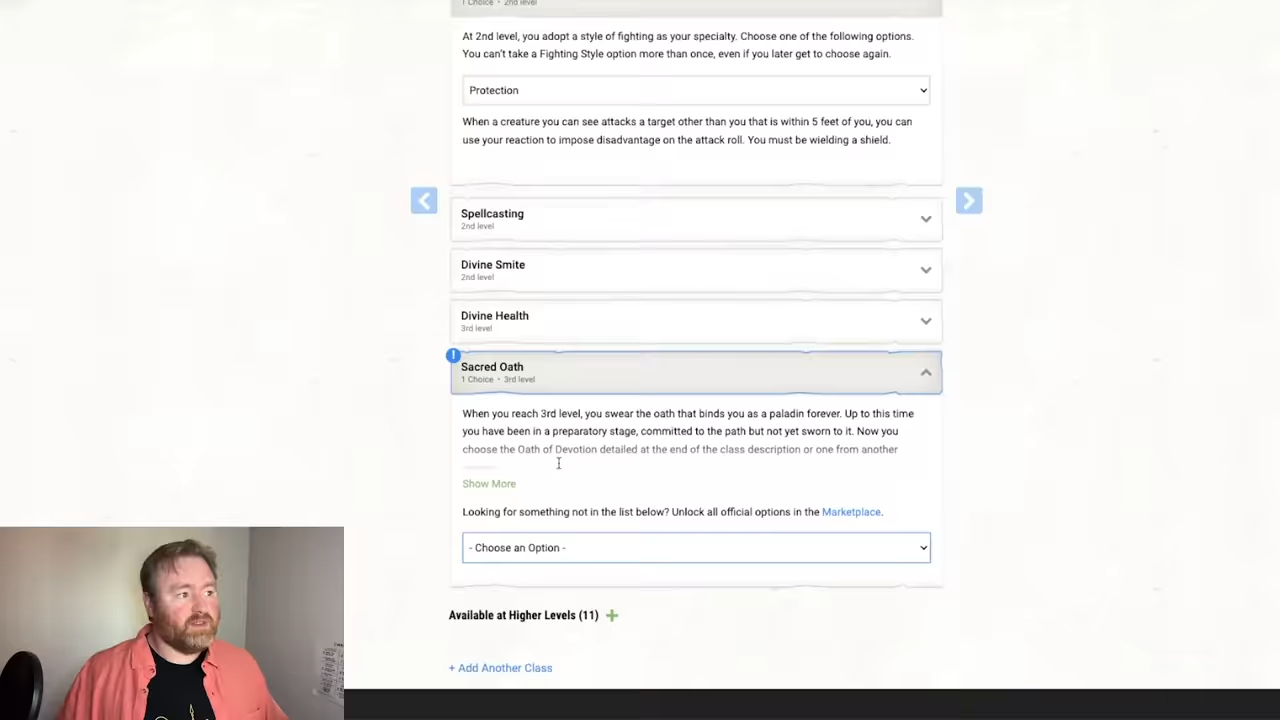 1 Choice • 2nd level
At 2nd level, you adopt a style of fighting as your specialty. Choose one of the following options.
You can't take a Fighting Style option more than once, even if you later get to choose again.
Protection
When a creature you can see attacks a target other than you that is within 5 feet of you, you can
use your reaction to impose disadvantage on the attack roll. You must be wielding a shield.
Spellcasting
2nd level
Divine Smite
2nd level
Divine Health
3rd level
!
Sacred Oath
1 Choice • 3rd level
When you reach 3rd level, you swear the oath that binds you as a paladin forever. Up to this time
you have been in a preparatory stage, committed to the path but not yet sworn to it. Now you
choose the Oath of Devotion detailed at the end of the class description or one from another
Show More
Looking for something not in the list below? Unlock all official options in the Marketplace.
- Choose an Option -
Available at Higher Levels (11)
+ Add Another Class